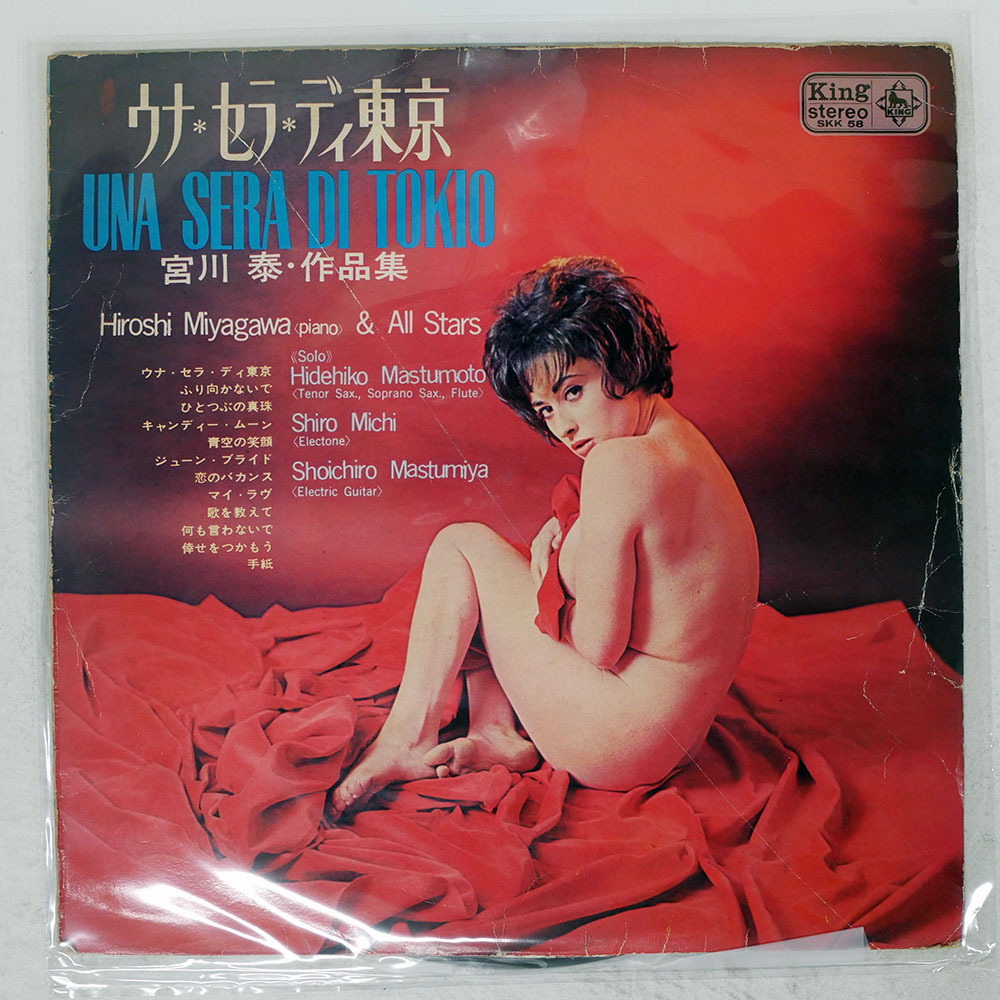 ウナ*セラ*ディ東京
UNA SERA DI TOKIO
宮川 泰・作品集
Hiroshi Miyagawa〈piano〉 & All Stars
King
stereo
SKK 58
KING
ウナ・セラ・ディ東京
ふり向かないで
ひとつぶの真珠
キャンディー・ムーン
青空の笑顔
ジューン・ブライド
恋のバカンス
マイ・ラヴ
歌を教えて
何も言わないで
倖せをつかもう
手紙
《Solo》
Hidehiko Mastumoto
〈Tenor Sax., Soprano Sax., Flute〉
Shiro Michi
〈Electone〉
Shoichiro Mastumiya
〈Electric Guitar〉